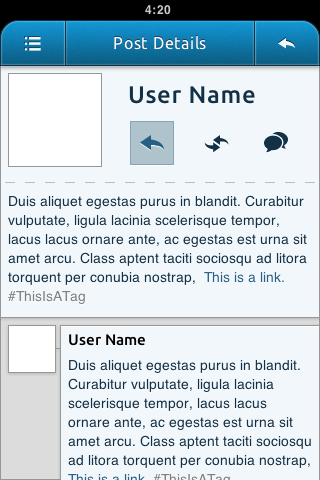 4:20
Post Details
User Name
Duis aliquet egestas purus in blandit. Curabitur
vulputate, ligula lacinia scelerisque tempor,
lacus lacus ornare ante, ac egestas est urna sit
amet arcu. Class aptent taciti sociosqu ad litora
torquent per conubia nostrap,  This is a link.
#ThisIsATag
User Name
Duis aliquet egestas purus in blandit.
Curabitur vulputate, ligula lacinia
scelerisque tempor, lacus lacus
ornare ante, ac egestas est urna sit
amet arcu. Class aptent taciti sociosqu
ad litora torquent per conubia nostrap,
This is a link  #ThisIsATag